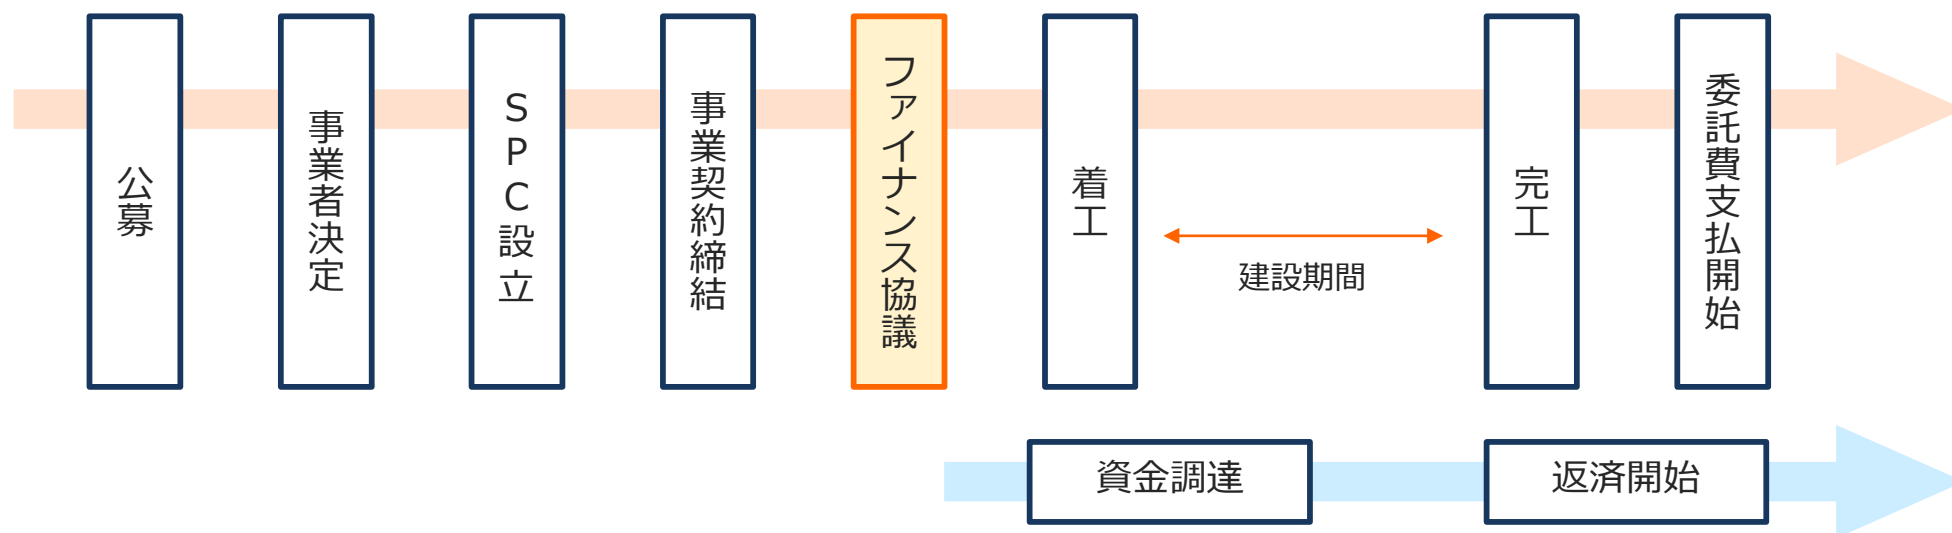 公募
事業者決定
SPC設立
事業契約締結
ファイナンス協議
着工
建設期間
完工
委託費支払開始
資金調達
返済開始